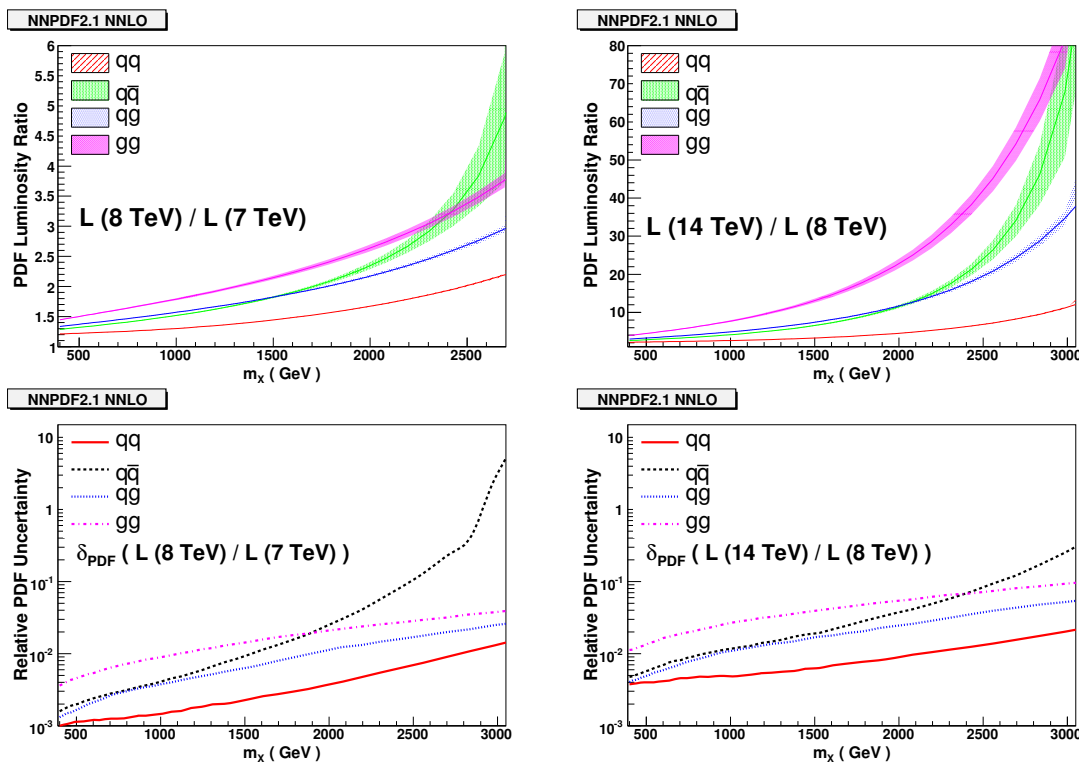 NNPDF2.1 NNLO
PDF Luminosity Ratio
6
5.5
5
4.5
4
3.5
3
2.5
2
1.5
1
qq
qq̅
qg
gg
L (8 TeV) / L (7 TeV)
500 1000 1500 2000 2500
m_X ( GeV )
NNPDF2.1 NNLO
PDF Luminosity Ratio
80
70
60
50
40
30
20
10
qq
qq̅
qg
gg
L (14 TeV) / L (8 TeV)
500 1000 1500 2000 2500 3000
m_X ( GeV )
NNPDF2.1 NNLO
Relative PDF Uncertainty
10
1
10⁻¹
10⁻²
10⁻³
qq
qq̅
qg
gg
δ_PDF ( L (8 TeV) / L (7 TeV) )
500 1000 1500 2000 2500 3000
m_X ( GeV )
NNPDF2.1 NNLO
Relative PDF Uncertainty
10
1
10⁻¹
10⁻²
10⁻³
qq
qq̅
qg
gg
δ_PDF ( L (14 TeV) / L (8 TeV) )
500 1000 1500 2000 2500 3000
m_X ( GeV )